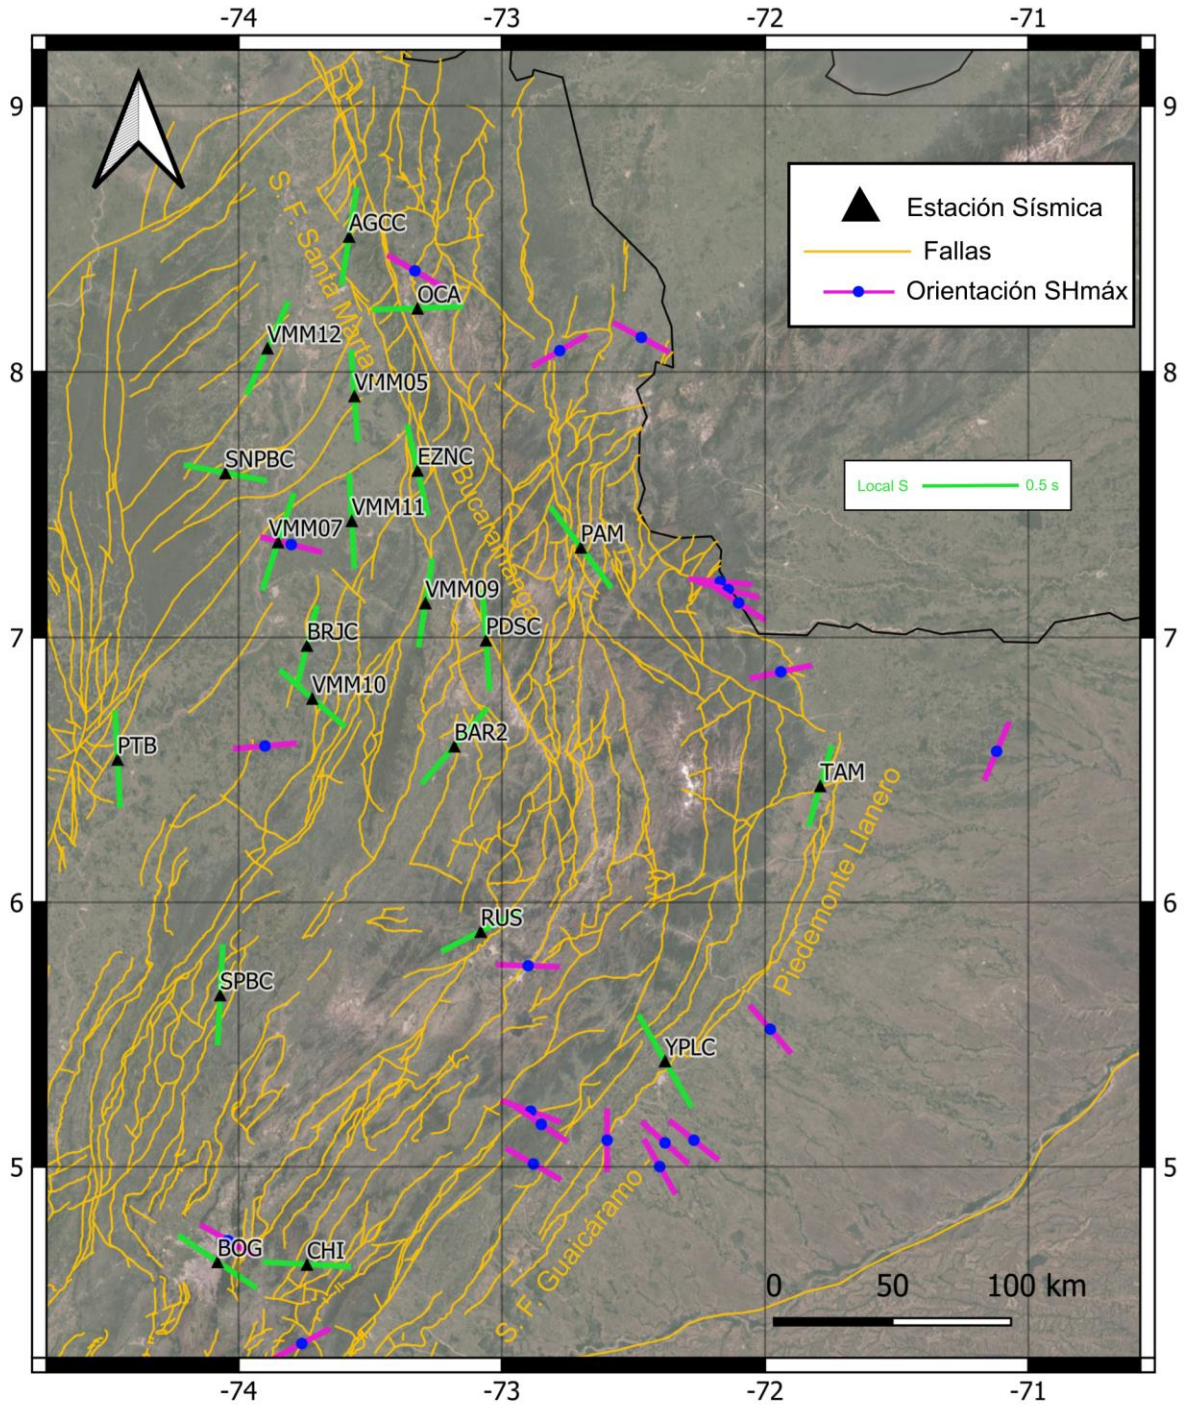 -74 -73 -72 -71
9 9
Estación Sísmica
Fallas
Orientación SHmáx
S. F. Santa Marta
Bucaramanga
AGCC
OCA
VMM12
8 8
VMM05
SNPBC
EZNC
Local S 0.5 s
VMM11
VMM07
PAM
VMM09
PDSC
BRJC
7 7
VMM10
BAR2
PTB
TAM
Piedemonte Llanero
RUS
6 6
SPBC
YPLC
5 5
S. F. Guaicáramo
BOG
CHI
0 50 100 km
-74 -73 -72 -71